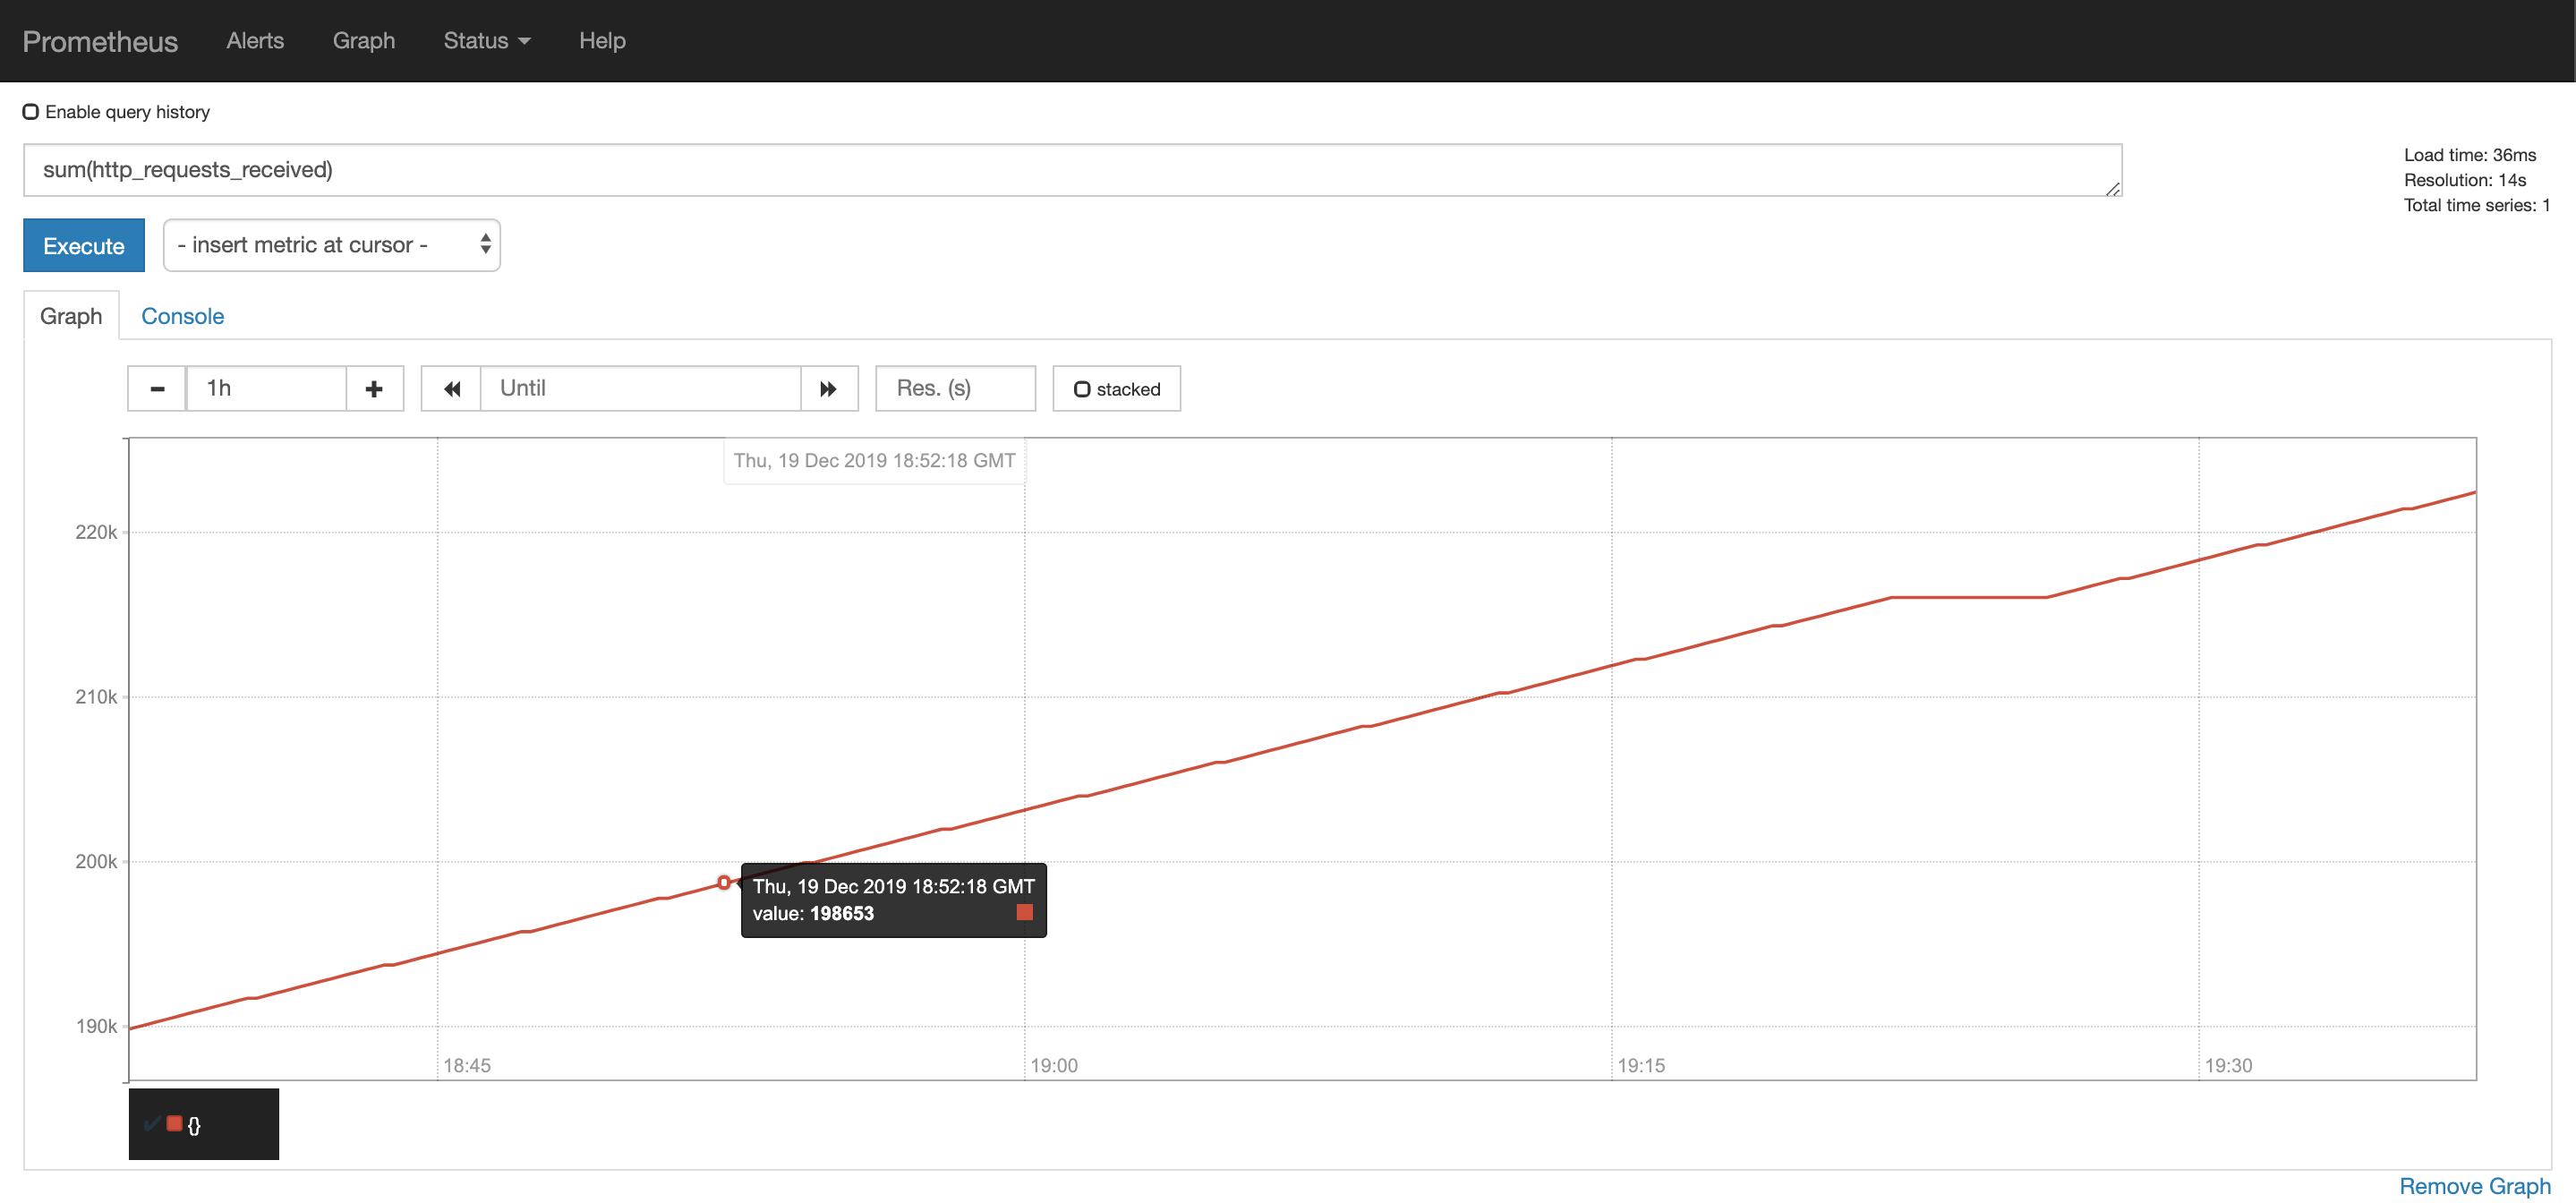 Prometheus Alerts Graph Status Help
Enable query history
sum(http_requests_received)
Load time: 36ms
Resolution: 14s
Total time series: 1
Execute - insert metric at cursor -
Graph Console
1h Until Res. (s) stacked
Thu, 19 Dec 2019 18:52:18 GMT
220k
210k
200k
Thu, 19 Dec 2019 18:52:18 GMT
value: 198653
190k
18:45 19:00 19:15 19:30
{}
Remove Graph